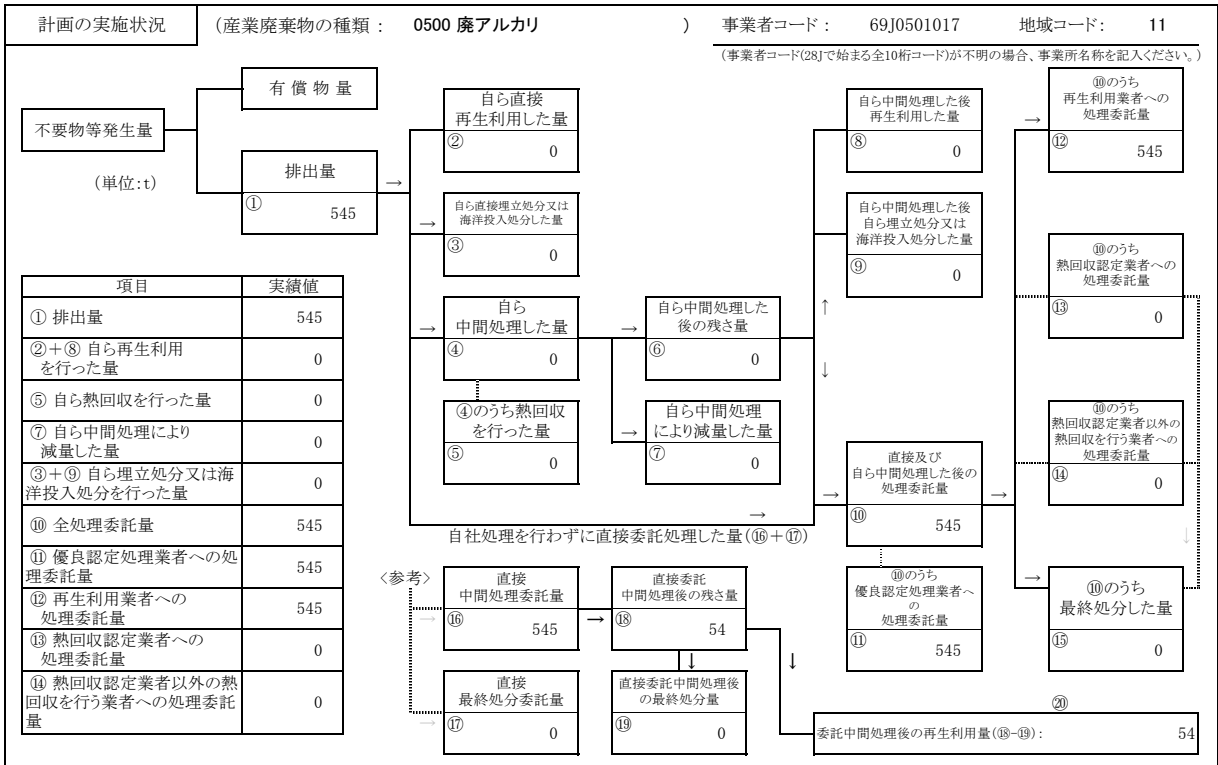 計画の実施状況
(産業廃棄物の種類 : 0500 廃アルカリ )
事業者コード : 69J0501017
地域コード : 11
(事業者コード(28Jで始まる全10桁コード)が不明の場合、事業所名称を記入ください。)
不要物等発生量
(単位:t)
有 償 物 量
排出量
①
545
→
自ら直接
再生利用した量
②
0
→
自ら直接埋立処分又は
海洋投入処分した量
③
0
→
自ら
中間処理した量
④
0
④のうち熱回収
を行った量
⑤
0
→
自ら中間処理した
後の残さ量
⑥
0
→
自ら中間処理
により減量した量
⑦
0
自ら中間処理した後
再生利用した量
⑧
0
自ら中間処理した後
自ら埋立処分又は
海洋投入処分した量
⑨
0
↑
↓
→
→
自社処理を行わずに直接委託処理した量(⑯+⑰)
直接及び
自ら中間処理した後の
処理委託量
⑩
545
→
⑩のうち
優良認定処理業者へ
の
処理委託量
⑪
545
→
⑩のうち
再生利用業者への
処理委託量
⑫
545
⑩のうち
熱回収認定業者への
処理委託量
⑬
0
⑩のうち
熱回収認定業者以外の
熱回収を行う業者への
処理委託量
⑭
0
↓
→
⑩のうち
最終処分した量
⑮
0
項目 実績値
① 排出量 545
②+⑧ 自ら再生利用
を行った量 0
⑤ 自ら熱回収を行った量 0
⑦ 自ら中間処理により
減量した量 0
③+⑨ 自ら埋立処分又は海
洋投入処分を行った量 0
⑩ 全処理委託量 545
⑪ 優良認定処理業者への処
理委託量 545
⑫ 再生利用業者への
処理委託量 545
⑬ 熱回収認定業者への
処理委託量 0
⑭ 熱回収認定業者以外の熱
回収を行う業者への処理委託
量 0
〈参考〉
→
直接
中間処理委託量
⑯
545
→
直接委託
中間処理後の残さ量
⑱
54
→
直接
最終処分委託量
⑰
0
↓
直接委託中間処理後
の最終処分量
⑲
0
↓
⑳
委託中間処理後の再生利用量(⑱-⑲) : 54